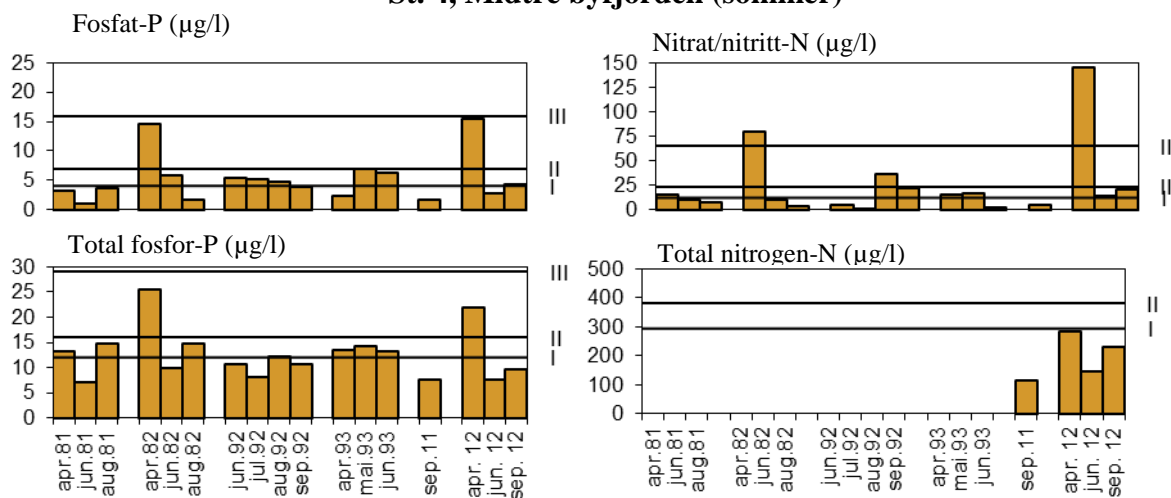 St. 4, Midtre byfjorden (sommer)
Fosfat-P (µg/l)
25
20
15
10
5
0
III
II
I
Nitrat/nitritt-N (µg/l)
150
125
100
75
50
25
0
II
II
I
Total fosfor-P (µg/l)
30
25
20
15
10
5
0
III
II
I
apr.81
jun.81
aug.81
apr.82
jun.82
aug.82
jun.92
jul.92
aug.92
sep.92
apr.93
mai.93
jun.93
sep.11
apr. 12
jun. 12
sep. 12
Total nitrogen-N (µg/l)
500
400
300
200
100
0
II
I
apr.81
jun.81
aug.81
apr.82
jun.82
aug.82
jun.92
jul.92
aug.92
sep.92
apr.93
mai.93
jun.93
sep.11
apr. 12
jun. 12
sep. 12